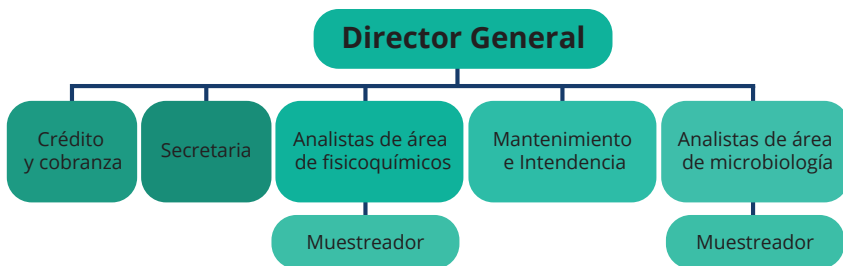 Director General
Crédito
y cobranza
Secretaria
Analistas de área
de fisicoquímicos
Mantenimiento
e Intendencia
Analistas de área
de microbiología
Muestreador
Muestreador